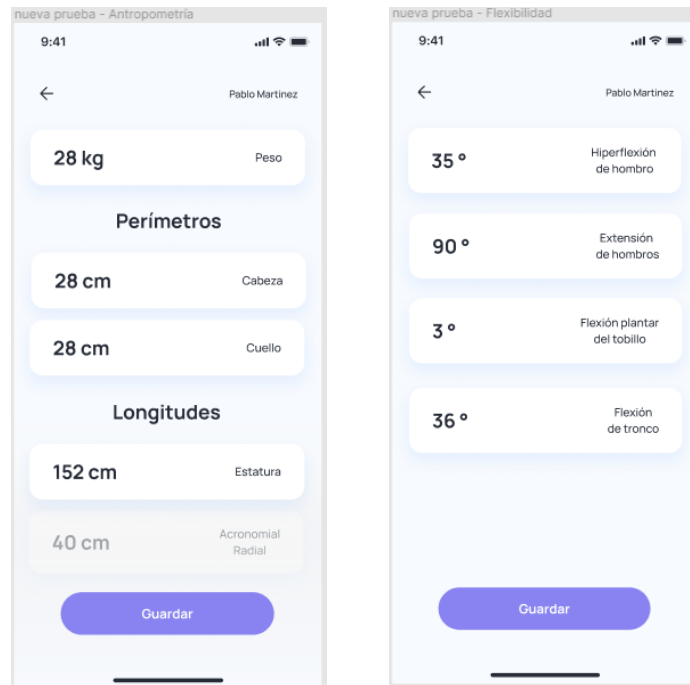 nueva prueba - Antropometría
9:41
Pablo Martinez
28 kg
Peso
Perímetros
28 cm
Cabeza
28 cm
Cuello
Longitudes
152 cm
Estatura
40 cm
Acronomial
Radial
Guardar
nueva prueba - Flexibilidad
9:41
Pablo Martinez
35 º
Hiperflexión
de hombro
90 º
Extensión
de hombros
3 º
Flexión plantar
del tobillo
36 º
Flexión
de tronco
Guardar